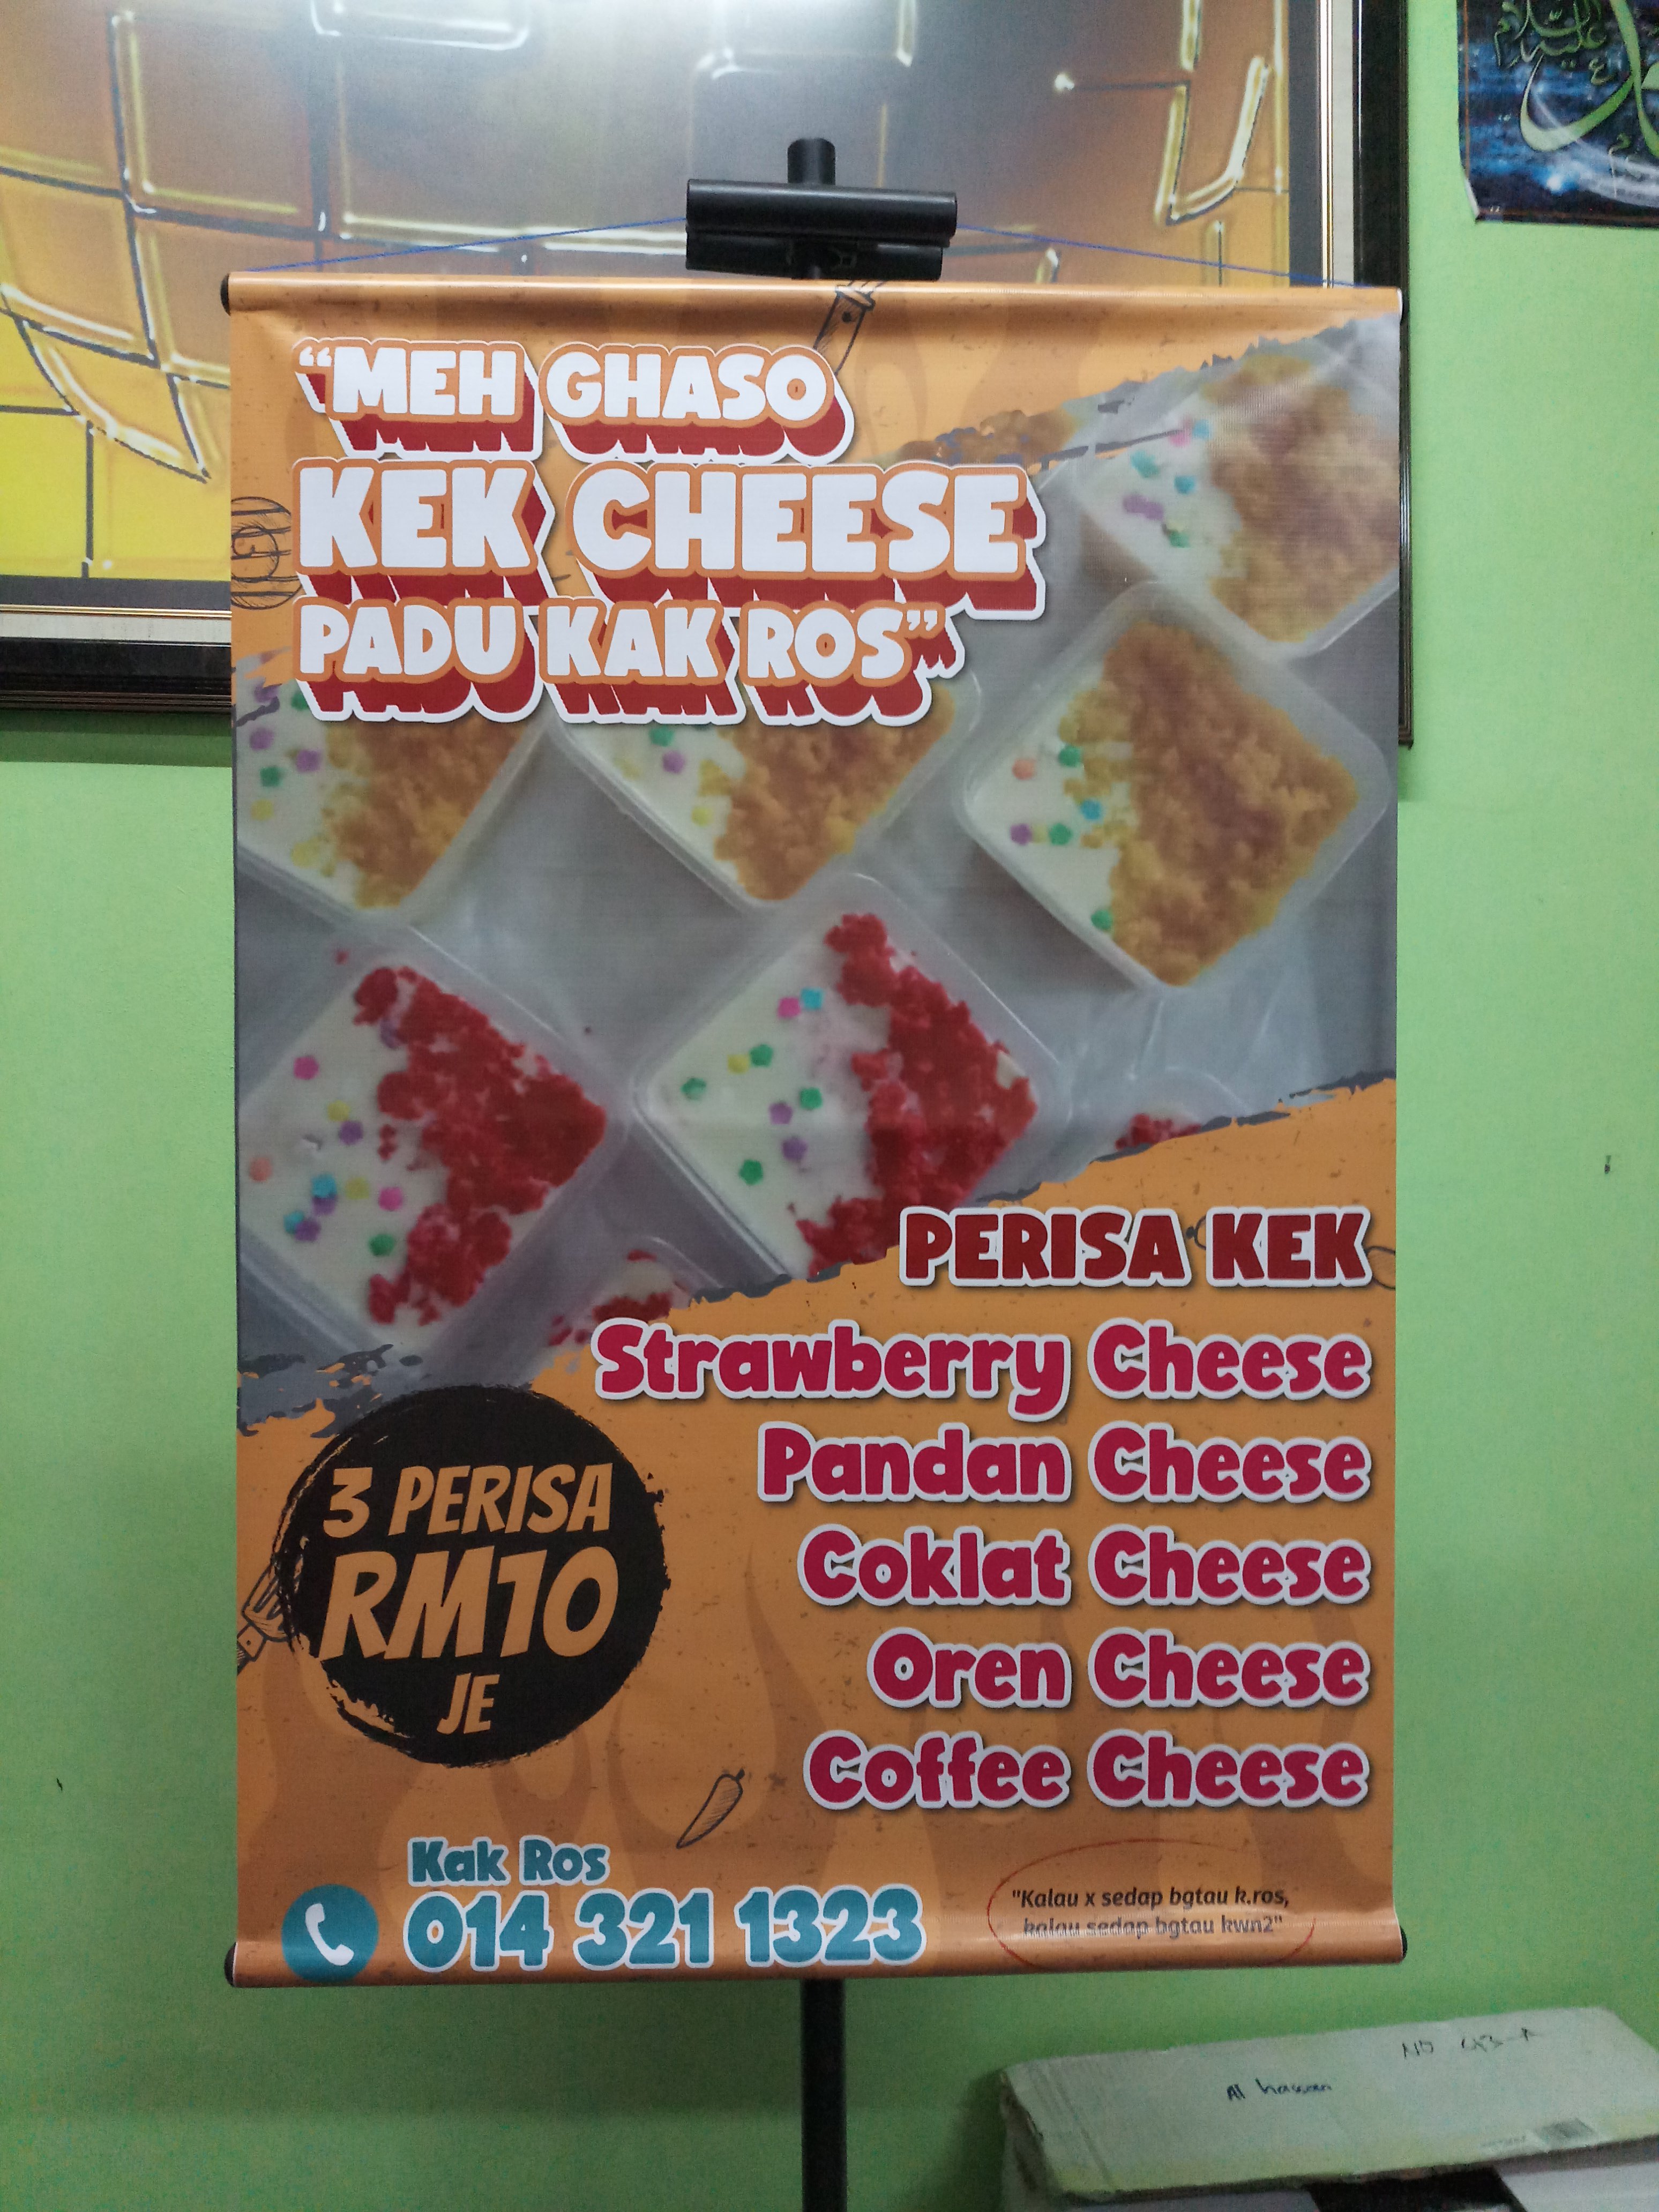 "MEH GHASO
KEK CHEESE
PADU KAK ROS"
PERISA KEK
Strawberry Cheese
Pandan Cheese
Coklat Cheese
Oren Cheese
Coffee Cheese
3 PERISA
RM10
JE
Kak Ros
014 321 1323
"Kalau x sedap bgtau k.ros,
kalau sedap bgtau kwn2"
Al hassan